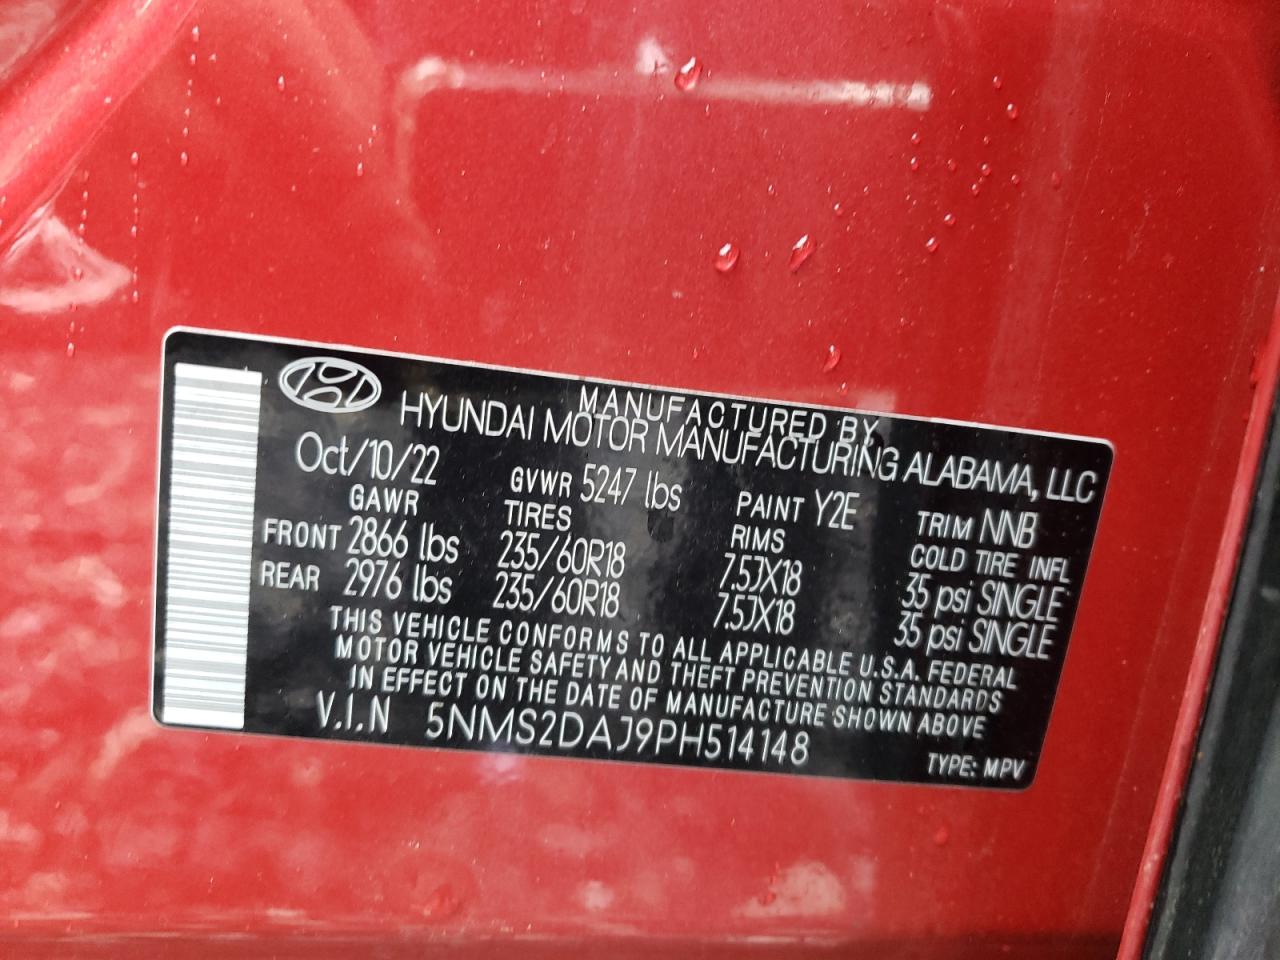 MANUFACTURED BY
HYUNDAI MOTOR MANUFACTURING ALABAMA, LLC
Oct/10/22 GVWR 5247 lbs PAINT Y2E TRIM NNB
GAWR TIRES RIMS COLD TIRE INFL
FRONT 2866 lbs 235/60R18 7.5JX18 35 psi SINGLE
REAR 2976 lbs 235/60R18 7.5JX18 35 psi SINGLE
THIS VEHICLE CONFORMS TO ALL APPLICABLE U.S.A. FEDERAL
MOTOR VEHICLE SAFETY AND THEFT PREVENTION STANDARDS
IN EFFECT ON THE DATE OF MANUFACTURE SHOWN ABOVE
V.I.N 5NMS2DAJ9PH514148 TYPE: MPV